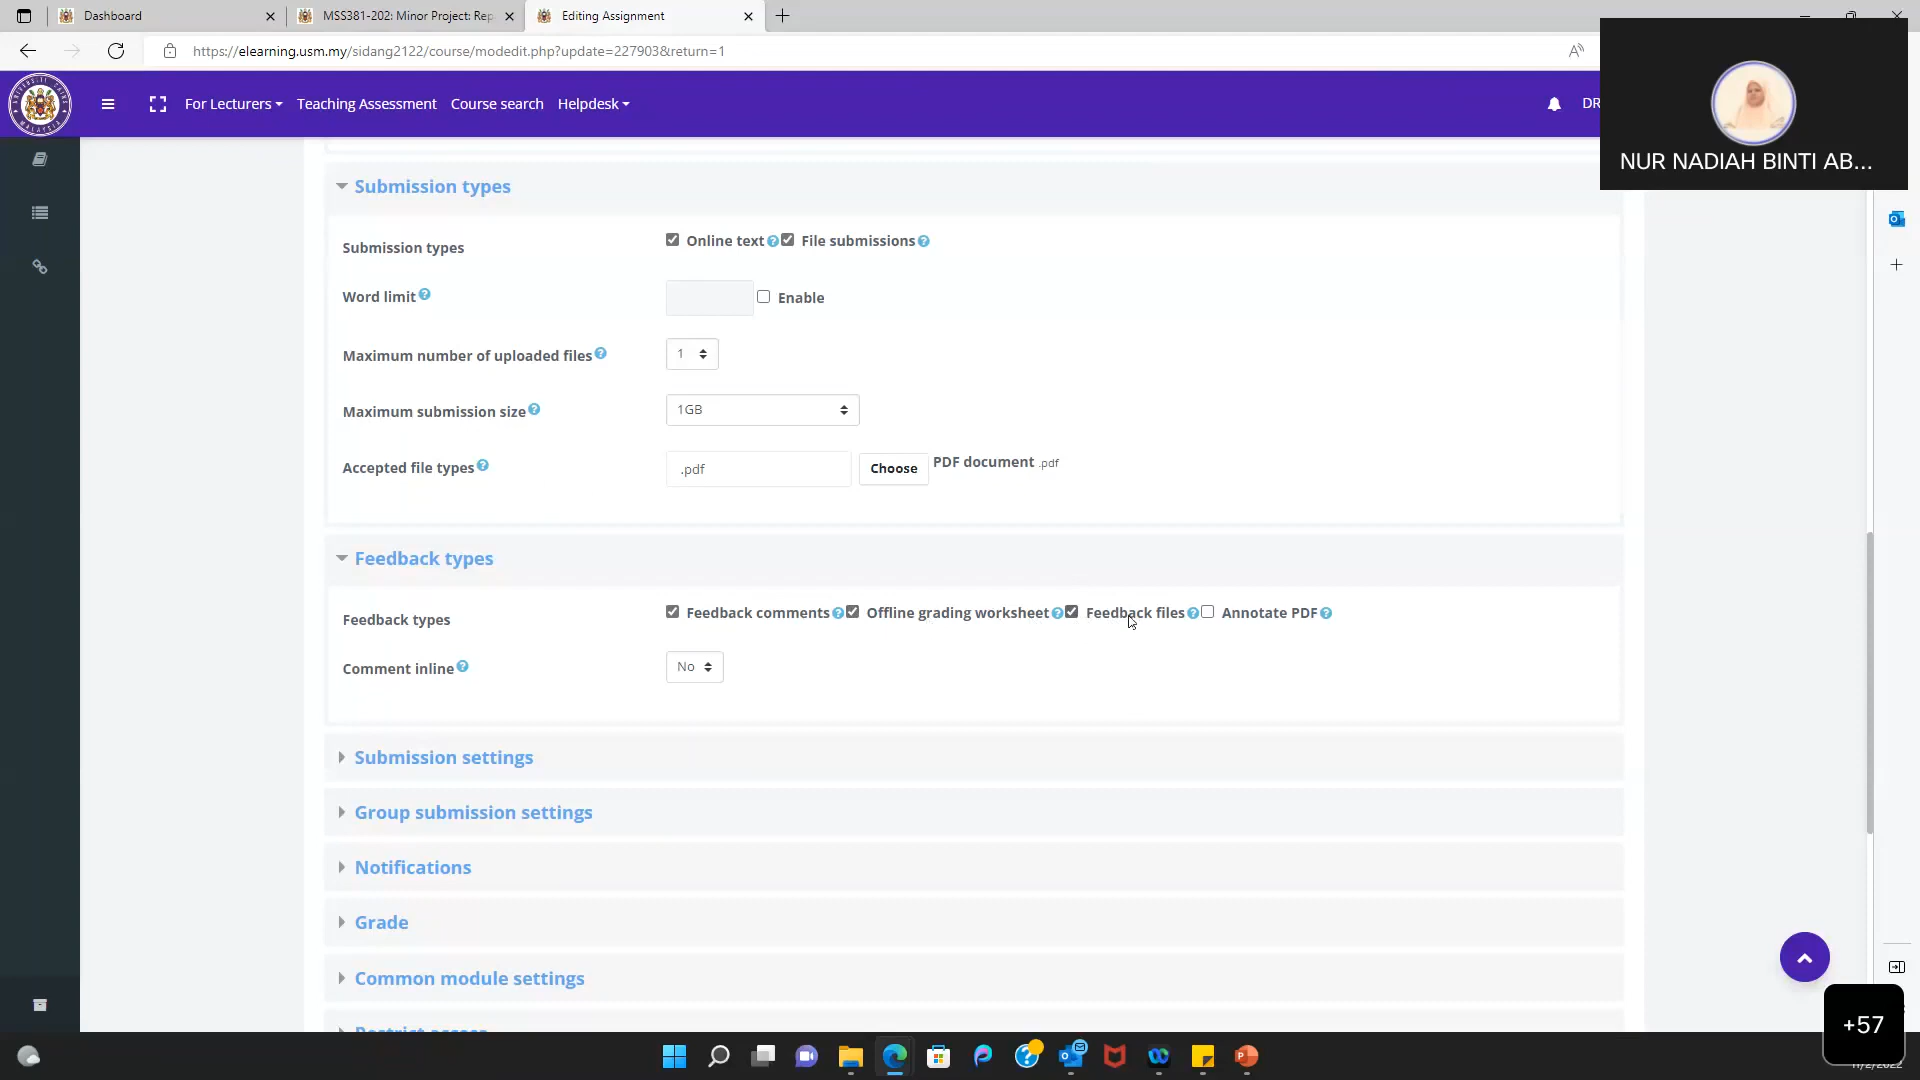 Dashboard
MSS381-202: Minor Project: Rep
Editing Assignment
https://elearning.usm.my/sidang2122/course/modedit.php?update=227903&return=1
For Lecturers
Teaching Assessment
Course search
Helpdesk
DR
NUR NADIAH BINTI AB...
Submission types
Submission types
Online text
File submissions
Word limit
Enable
Maximum number of uploaded files
1
Maximum submission size
1GB
Accepted file types
.pdf
Choose
PDF document .pdf
Feedback types
Feedback types
Feedback comments
Offline grading worksheet
Feedback files
Annotate PDF
Comment inline
No
Submission settings
Group submission settings
Notifications
Grade
Common module settings
Restrict access
+57